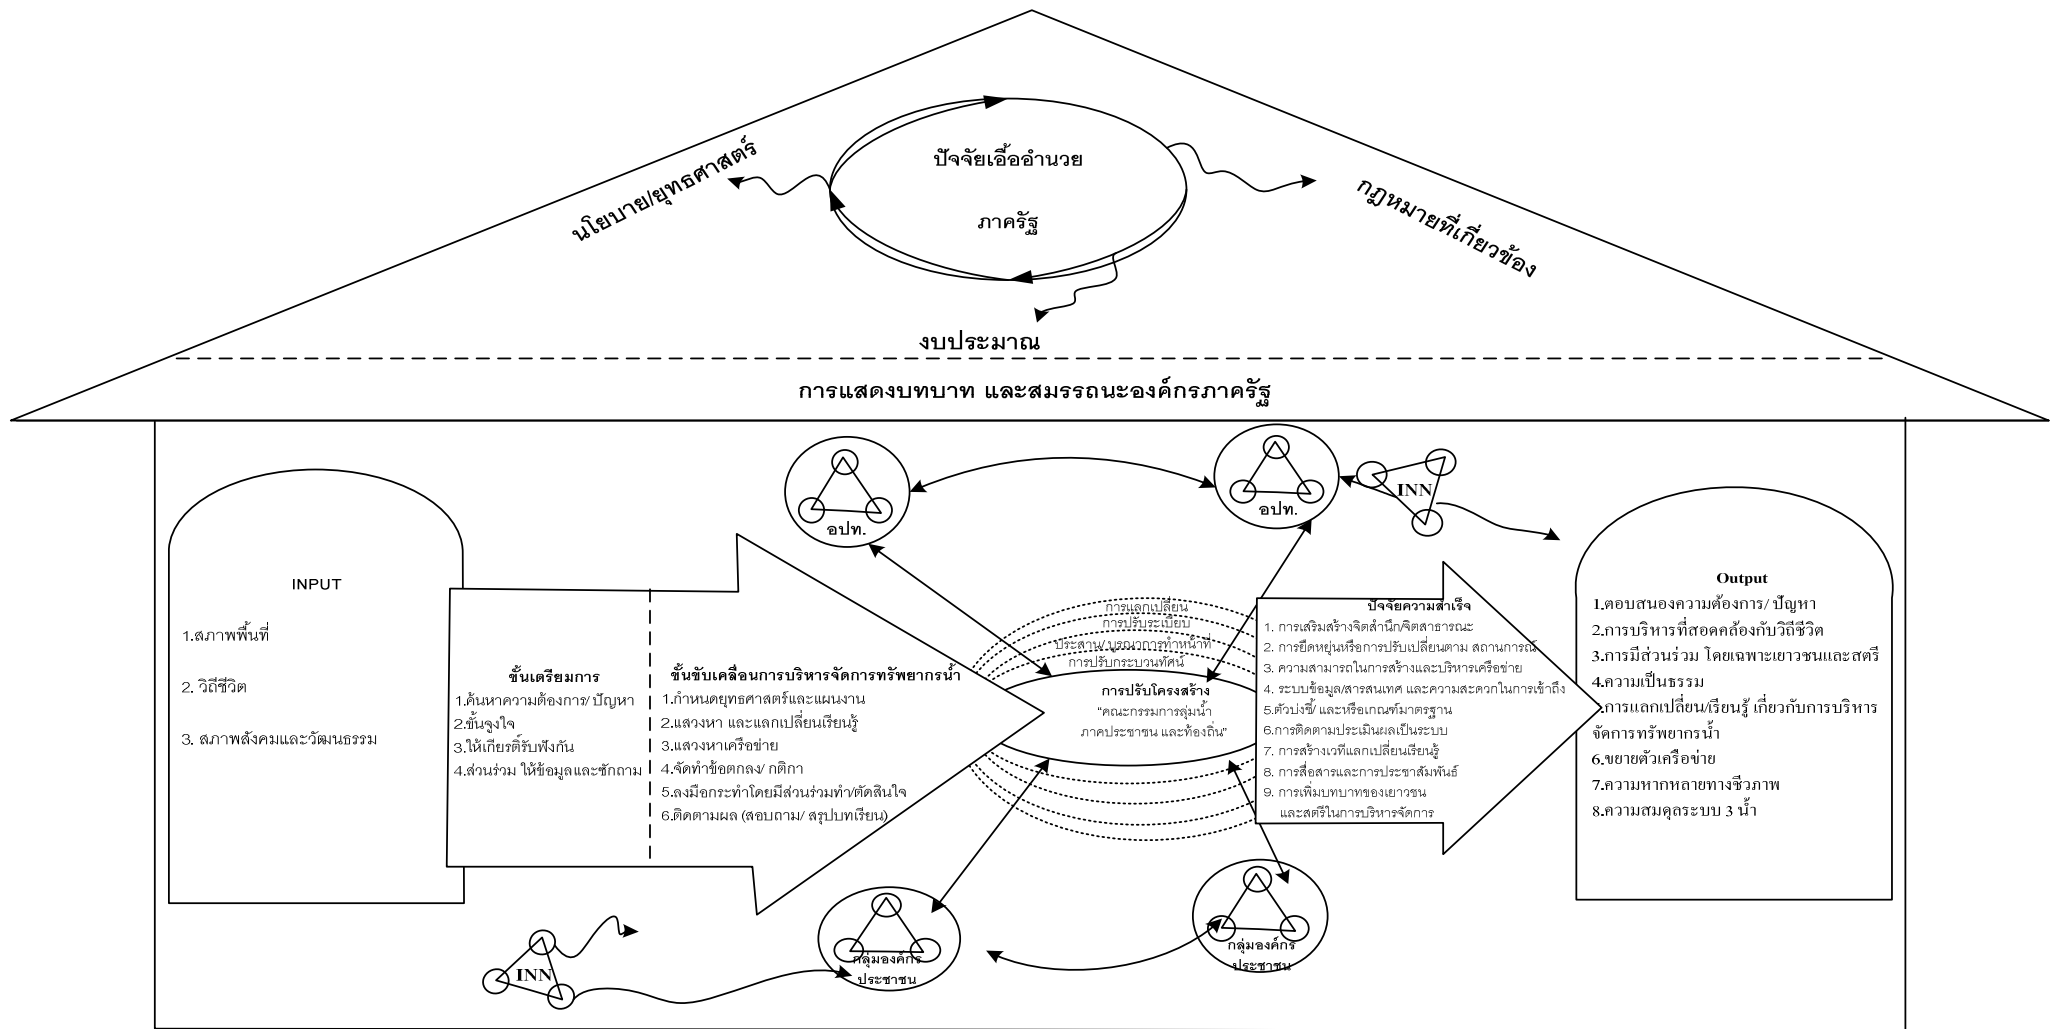 ปัจจัยเอื้ออำนวย
ภาครัฐ
นโยบาย/ยุทธศาสตร์
กฎหมายที่เกี่ยวข้อง
งบประมาณ
การแสดงบทบาท และสมรรถนะองค์กรภาครัฐ
อปท.
อปท.
INN
INPUT
1.สภาพพื้นที่
2. วิถีชีวิต
3. สภาพสังคมและวัฒนธรรม
ขั้นเตรียมการ
1.ค้นหาความต้องการ/ ปัญหา
2.ขั้นจูงใจ
3.ให้เกียรติ์รับฟังกัน
4.ส่วนร่วม ให้ข้อมูลและซักถาม
ขั้นขับเคลื่อนการบริหารจัดการทรัพยากรน้ำ
1.กำหนดยุทธศาสตร์และแผนงาน
2.แสวงหา และแลกเปลี่ยนเรียนรู้
3.แสวงหาเครือข่าย
4.จัดทำข้อตกลง/ กติกา
5.ลงมือกระทำโดยมีส่วนร่วมทำ/ตัดสินใจ
6.ติดตามผล (สอบถาม/ สรุปบทเรียน)
การแลกเปลี่ยน
การปรับระเบียบ
ประสาน/บูรณาการทำหน้าที่
การปรับกระบวนทัศน์
การปรับโครงสร้าง
“คณะกรรมการลุ่มน้ำ
ภาคประชาชน และท้องถิ่น”
ปัจจัยความสำเร็จ
1. การเสริมสร้างจิตสำนึก/จิตสาธารณะ
2. การยืดหยุ่นหรือการปรับเปลี่ยนตาม สถานการณ์
3. ความสามารถในการสร้างและบริหารเครือข่าย
4. ระบบข้อมูล/สารสนเทศ และความสะดวกในการเข้าถึง
5.ตัวบ่งชี้/ และหรือเกณฑ์มาตรฐาน
6.การติดตามประเมินผลเป็นระบบ
7. การสร้างเวทีแลกเปลี่ยนเรียนรู้
8. การสื่อสารและการประชาสัมพันธ์
9. การเพิ่มบทบาทของเยาวชน
และสตรีในการบริหารจัดการ
Output
1.ตอบสนองความต้องการ/ ปัญหา
2.การบริหารที่สอดคล้องกับวิถีชีวิต
3.การมีส่วนร่วม โดยเฉพาะเยาวชนและสตรี
4.ความเป็นธรรม
5.การแลกเปลี่ยน/เรียนรู้ เกี่ยวกับการบริหาร
จัดการทรัพยากรน้ำ
6.ขยายตัวเครือข่าย
7.ความหากหลายทางชีวภาพ
8.ความสมดุลระบบ 3 น้ำ
INN
กลุ่มองค์กร
ประชาชน
กลุ่มองค์กร
ประชาชน